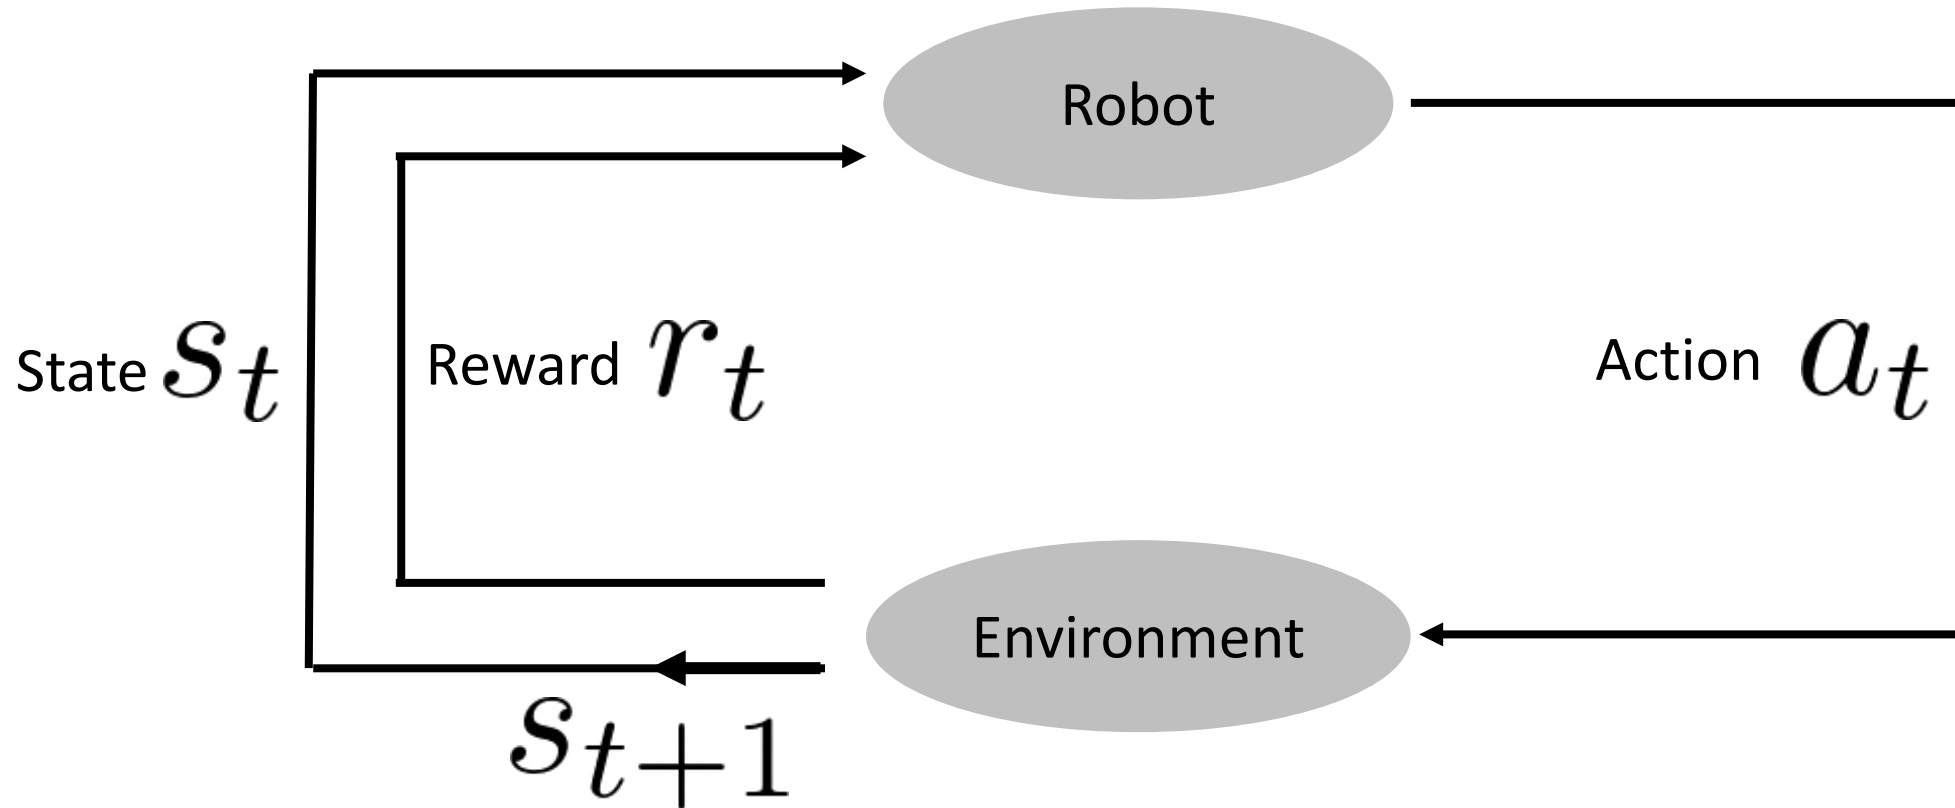 Robot
State s_t
Reward r_t
Action a_t
Environment
s_{t+1}